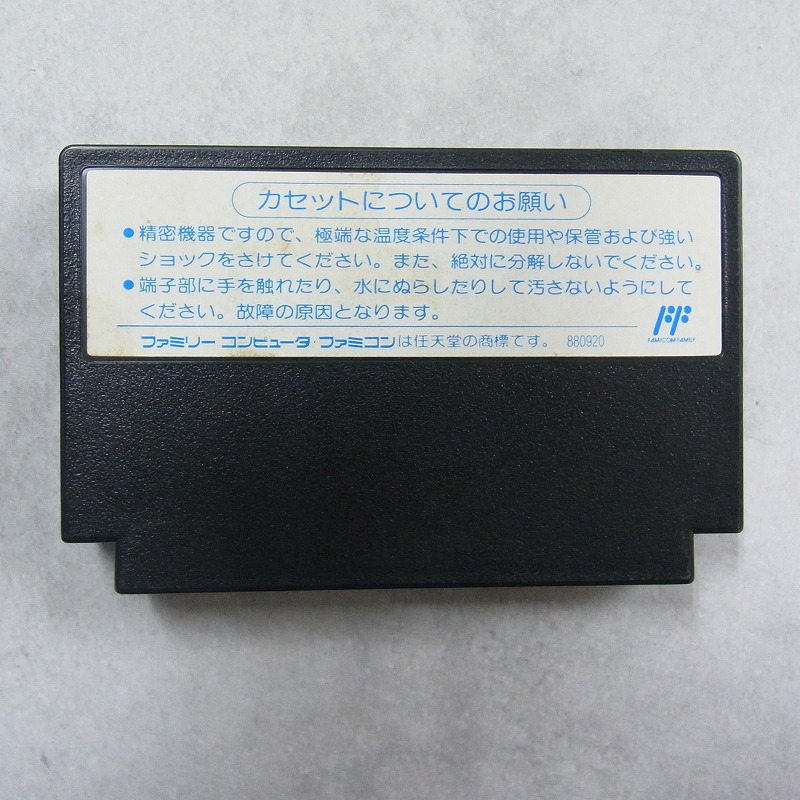 カセットについてのお願い
●精密機器ですので、極端な温度条件下での使用や保管および強い
ショックをさけてください。また、絶対に分解しないでください。
●端子部に手を触れたり、水にぬらしたりして汚さないようにして
ください。故障の原因となります。
FF
FAMICOM FAMILY
ファミリー コンピュータ・ファミコンは任天堂の商標です。 880920